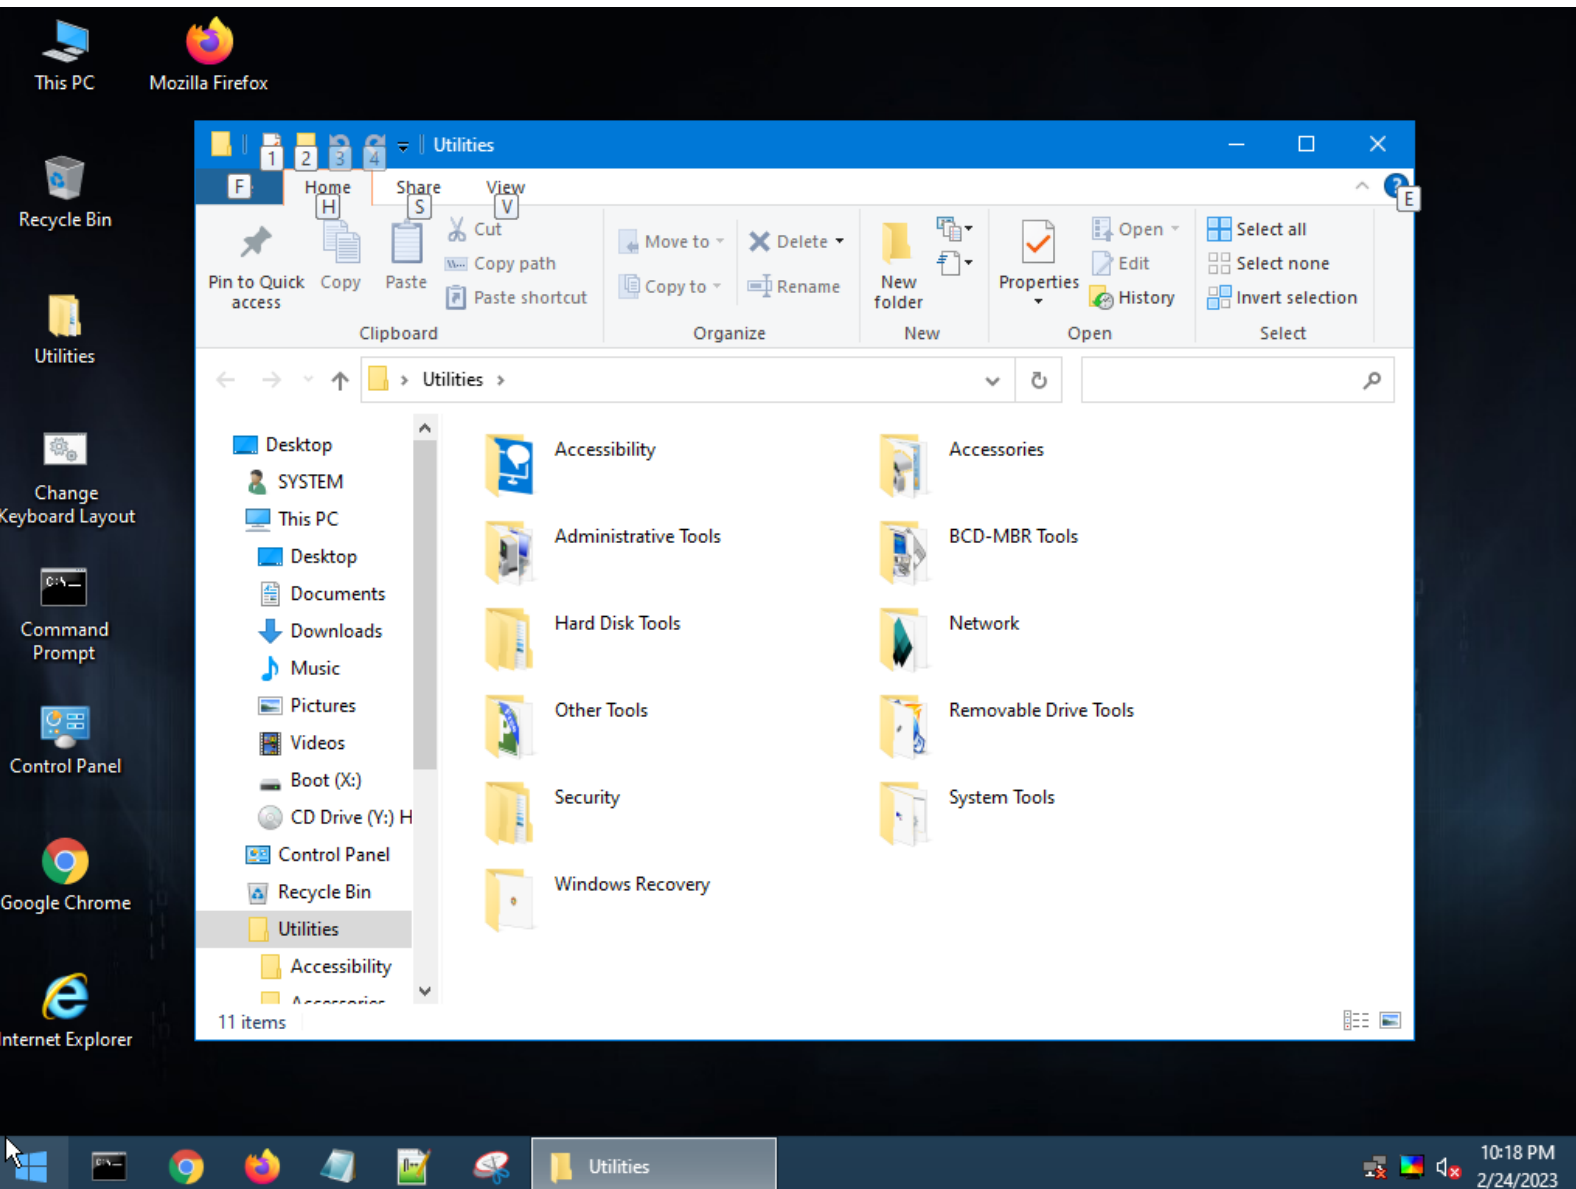 This PC
Mozilla Firefox
Recycle Bin
Utilities
Change
Keyboard Layout
Command
Prompt
Control Panel
Google Chrome
Internet Explorer
1
2
3
4
Utilities
F
Home
Share
View
H
S
V
?
E
Pin to Quick
access
Copy
Paste
Cut
Copy path
Paste shortcut
Clipboard
Move to
Copy to
Delete
Rename
Organize
New
folder
New
Properties
Open
Edit
History
Open
Select all
Select none
Invert selection
Select
Utilities
Desktop
SYSTEM
This PC
Desktop
Documents
Downloads
Music
Pictures
Videos
Boot (X:)
CD Drive (Y:) H
Control Panel
Recycle Bin
Utilities
Accessibility
Accessories
Accessibility
Accessories
Administrative Tools
BCD-MBR Tools
Hard Disk Tools
Network
Other Tools
Removable Drive Tools
Security
System Tools
Windows Recovery
11 items
Utilities
10:18 PM
2/24/2023